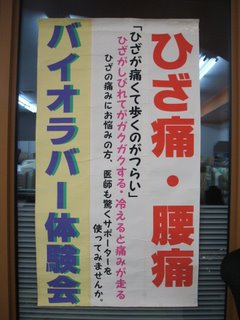 ひざ痛・腰痛
「ひざが痛くて歩くのがつらい」
ひざがしびれてがガクガクする・冷えると痛みが走る
ひざの痛みにお悩みの方、医師も驚くサポーターを
使ってみませんか。
バイオラバー体験会